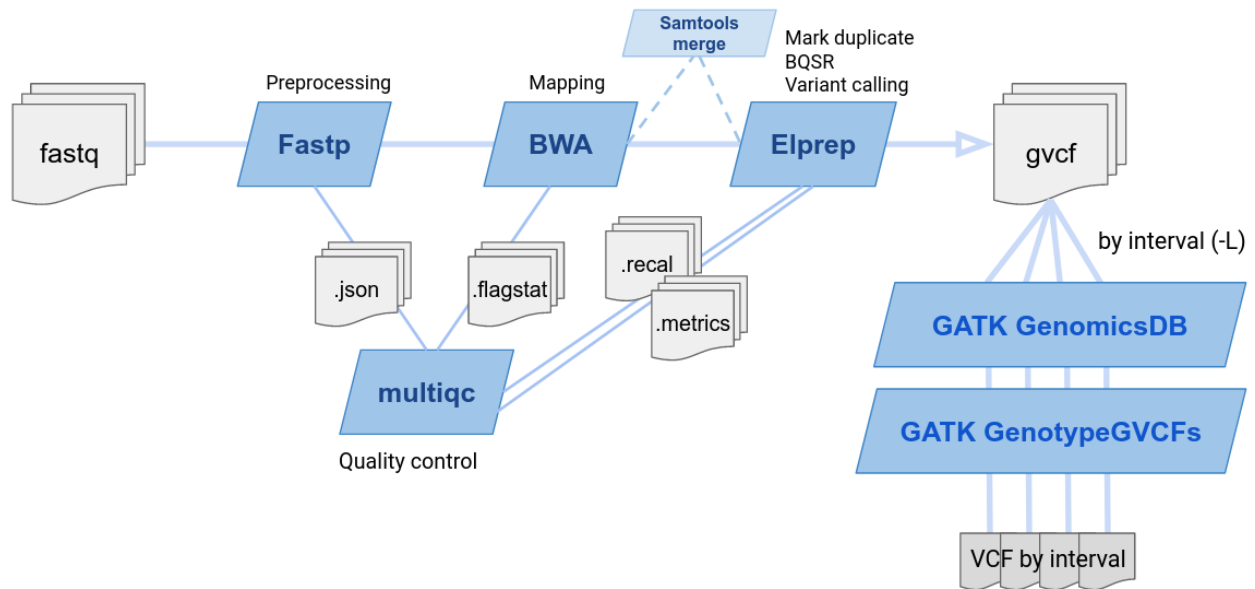 Samtools
merge
Mark duplicate
BQSR
Variant calling
Preprocessing
Mapping
fastq
Fastp
BWA
Elprep
gvcf
by interval (-L)
.json
.flagstat
.recal
.metrics
GATK GenomicsDB
multiqc
GATK GenotypeGVCFs
Quality control
VCF by interval